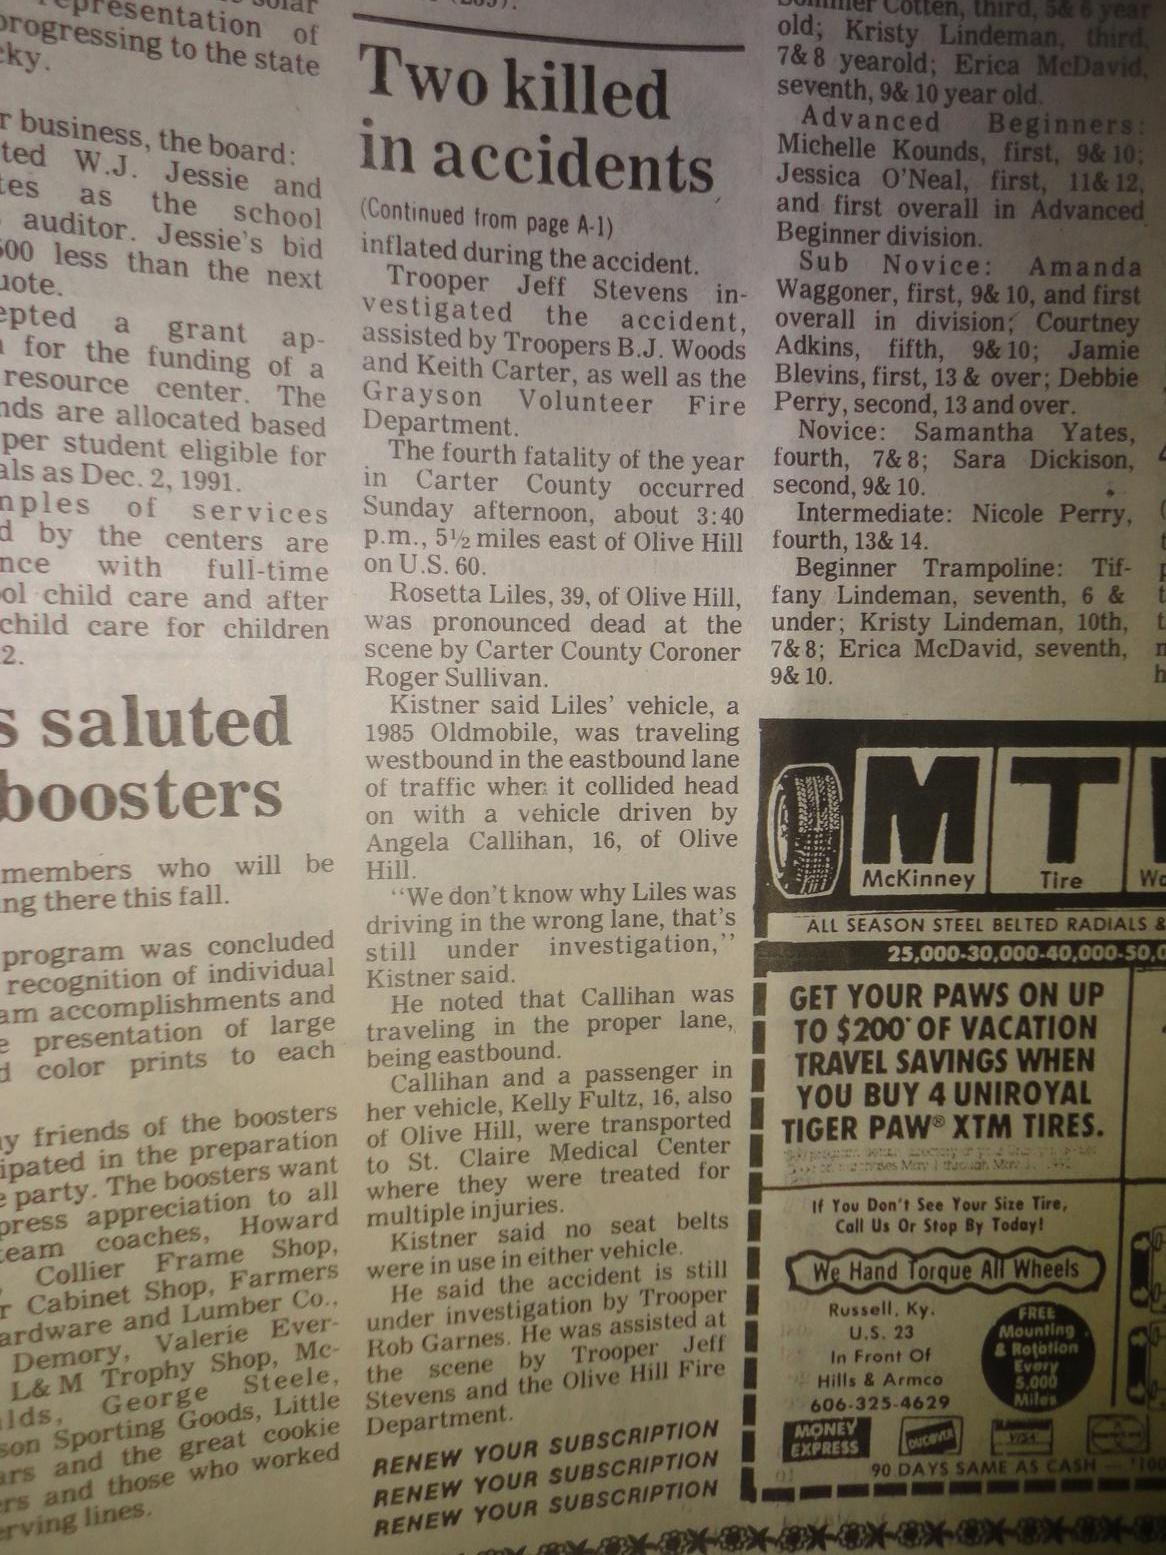 presentation of
progressing to the state
cky.
r business, the board:
ted W.J. Jessie and
tes as the school
auditor. Jessie's bid
500 less than the next
uote.
epted a grant ap-
n for the funding of a
resource center. The
nds are allocated based
per student eligible for
als as Dec. 2, 1991.
mples of services
d by the centers are
nce with full-time
ol child care and after
child care for children
2.
s saluted
boosters
members who will be
ing there this fall.
program was concluded
recognition of individual
am accomplishments and
e presentation of large
d color prints to each
ny friends of the boosters
ipated in the preparation
e party. The boosters want
press appreciation to all
team coaches, Howard
Collier Frame Shop,
r Cabinet Shop, Farmers
ardware and Lumber Co.,
Demory, Valerie Ever-
L& M Trophy Shop, Mc-
lds, George Steele,
son Sporting Goods, Little
ars and the great cookie
ers and those who worked
erving lines.
Two killed
in accidents
(Continued from page A-1)
inflated during the accident.
Trooper Jeff Stevens in-
vestigated the accident,
assisted by Troopers B.J. Woods
and Keith Carter, as well as the
Grayson Volunteer Fire
Department.
The fourth fatality of the year
in Carter County occurred
Sunday afternoon, about 3:40
p.m., 5½ miles east of Olive Hill
on U.S. 60.
Rosetta Liles, 39, of Olive Hill,
was pronounced dead at the
scene by Carter County Coroner
Roger Sullivan.
Kistner said Liles' vehicle, a
1985 Oldmobile, was traveling
westbound in the eastbound lane
of traffic when it collided head
on with a vehicle driven by
Angela Callihan, 16, of Olive
Hill.
"We don't know why Liles was
driving in the wrong lane, that's
still under investigation,"
Kistner said.
He noted that Callihan was
traveling in the proper lane,
being eastbound.
Callihan and a passenger in
her vehicle, Kelly Fultz, 16, also
of Olive Hill, were transported
to St. Claire Medical Center
where they were treated for
multiple injuries.
Kistner said no seat belts
were in use in either vehicle.
He said the accident is still
under investigation by Trooper
Rob Garnes. He was assisted at
the scene by Trooper Jeff
Stevens and the Olive Hill Fire
Department.
RENEW YOUR SUBSCRIPTION
RENEW YOUR SUBSCRIPTION
RENEW YOUR SUBSCRIPTION
Cotten, third, 5& 6 year
old; Kristy Lindeman, third,
7& 8 yearold; Erica McDavid,
seventh, 9& 10 year old.
Advanced Beginners:
Michelle Kounds, first, 9& 10;
Jessica O'Neal, first, 11& 12,
and first overall in Advanced
Beginner division.
Sub Novice: Amanda
Waggoner, first, 9& 10, and first
overall in division; Courtney
Adkins, fifth, 9& 10; Jamie
Blevins, first, 13 & over; Debbie
Perry, second, 13 and over.
Novice: Samantha Yates,
fourth, 7& 8; Sara Dickison,
second, 9& 10.
Intermediate: Nicole Perry,
fourth, 13& 14.
Beginner Trampoline: Tif-
fany Lindeman, seventh, 6 &
under; Kristy Lindeman, 10th,
7& 8; Erica McDavid, seventh,
9& 10.
M T
McKinney Tire
ALL SEASON STEEL BELTED RADIALS &
25,000-30,000-40,000-50,0
GET YOUR PAWS ON UP
TO $200* OF VACATION
TRAVEL SAVINGS WHEN
YOU BUY 4 UNIROYAL
TIGER PAW® XTM TIRES.
If You Don't See Your Size Tire,
Call Us Or Stop By Today!
We Hand Torque All Wheels
Russell, Ky.
U.S. 23
In Front Of
Hills & Armco
606-325-4629
FREE
Mounting
& Rotation
Every
5,000
Miles
MONEY
EXPRESS
DISCOVER
VISA
90 DAYS SAME AS CASH —